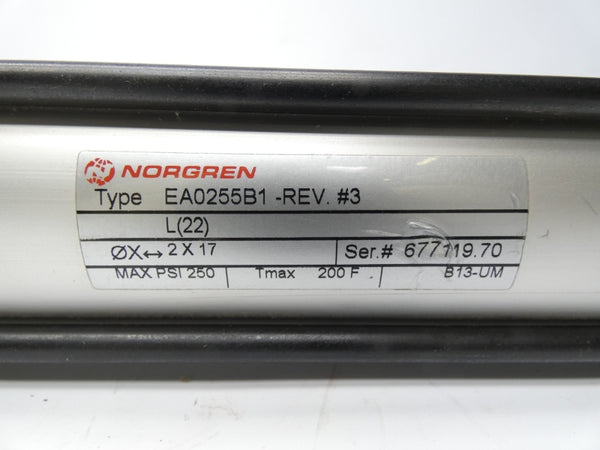 NORGREN
Type EA0255B1 -REV. #3
L(22)
ØX↔ 2 X 17 Ser.# 677119.70
MAX PSI 250 Tmax 200 F B13-UM